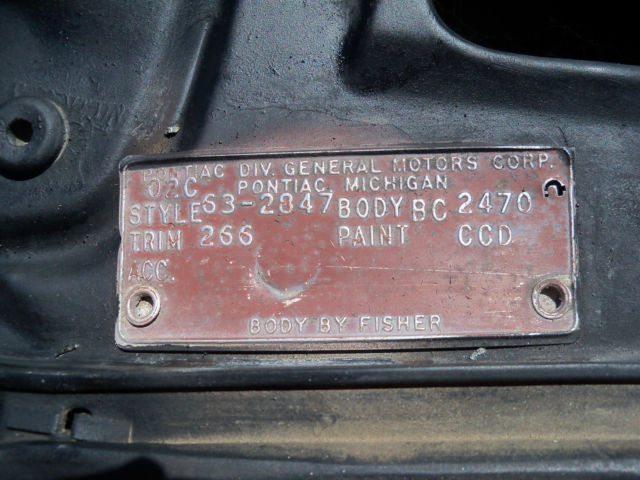 PONTIAC DIV. GENERAL MOTORS CORP.
02C PONTIAC, MICHIGAN
STYLE 63-2847 BODY BC 2470
TRIM 266 PAINT CCD
ACC.
BODY BY FISHER